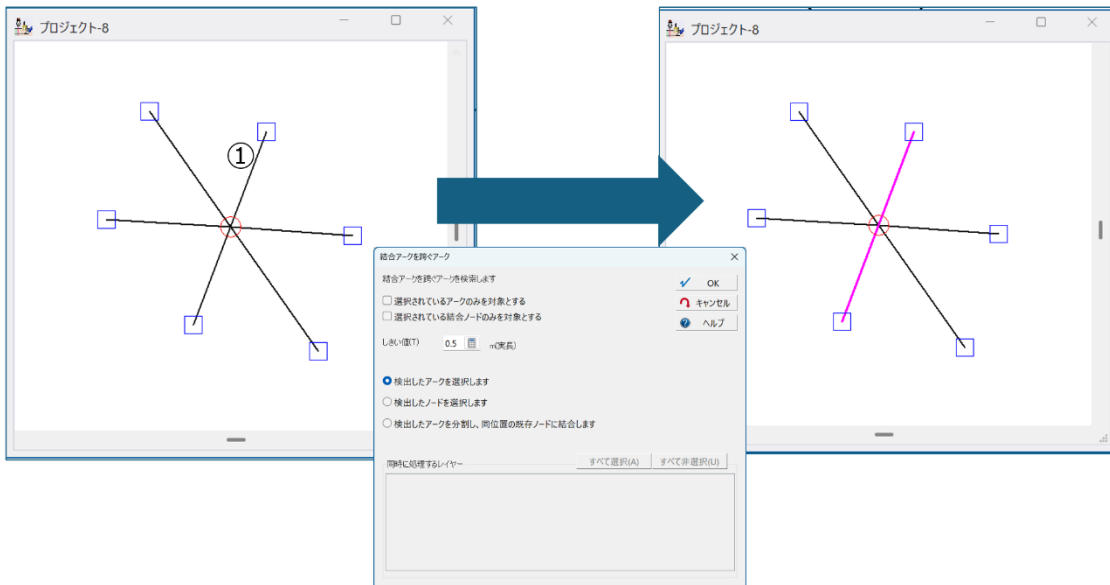 プロジェクト-8
①
プロジェクト-8
結合アークを跨ぐアーク
結合アークを跨ぐアークを検索します
選択されているアークのみを対象とする
選択されている結合ノードのみを対象とする
しきい値(T) 0.5 m(実長)
検出したアークを選択します
検出したノードを選択します
検出したアークを分割し、同位置の既存ノードに結合します
OK
キャンセル
ヘルプ
同時に処理するレイヤー すべて選択(A) すべて非選択(U)